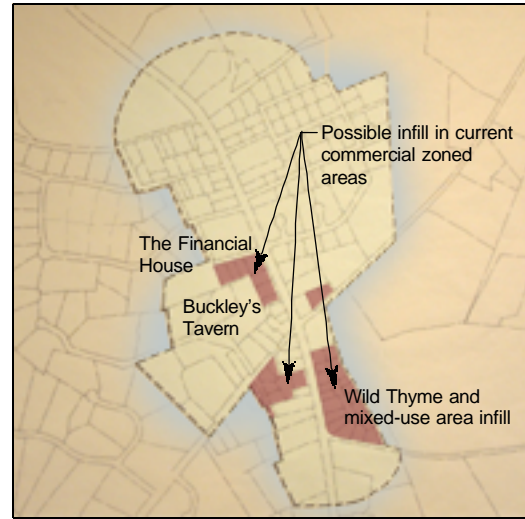 Possible infill in current
commercial zoned
areas
The Financial
House
Buckley's
Tavern
Wild Thyme and
mixed-use area infill